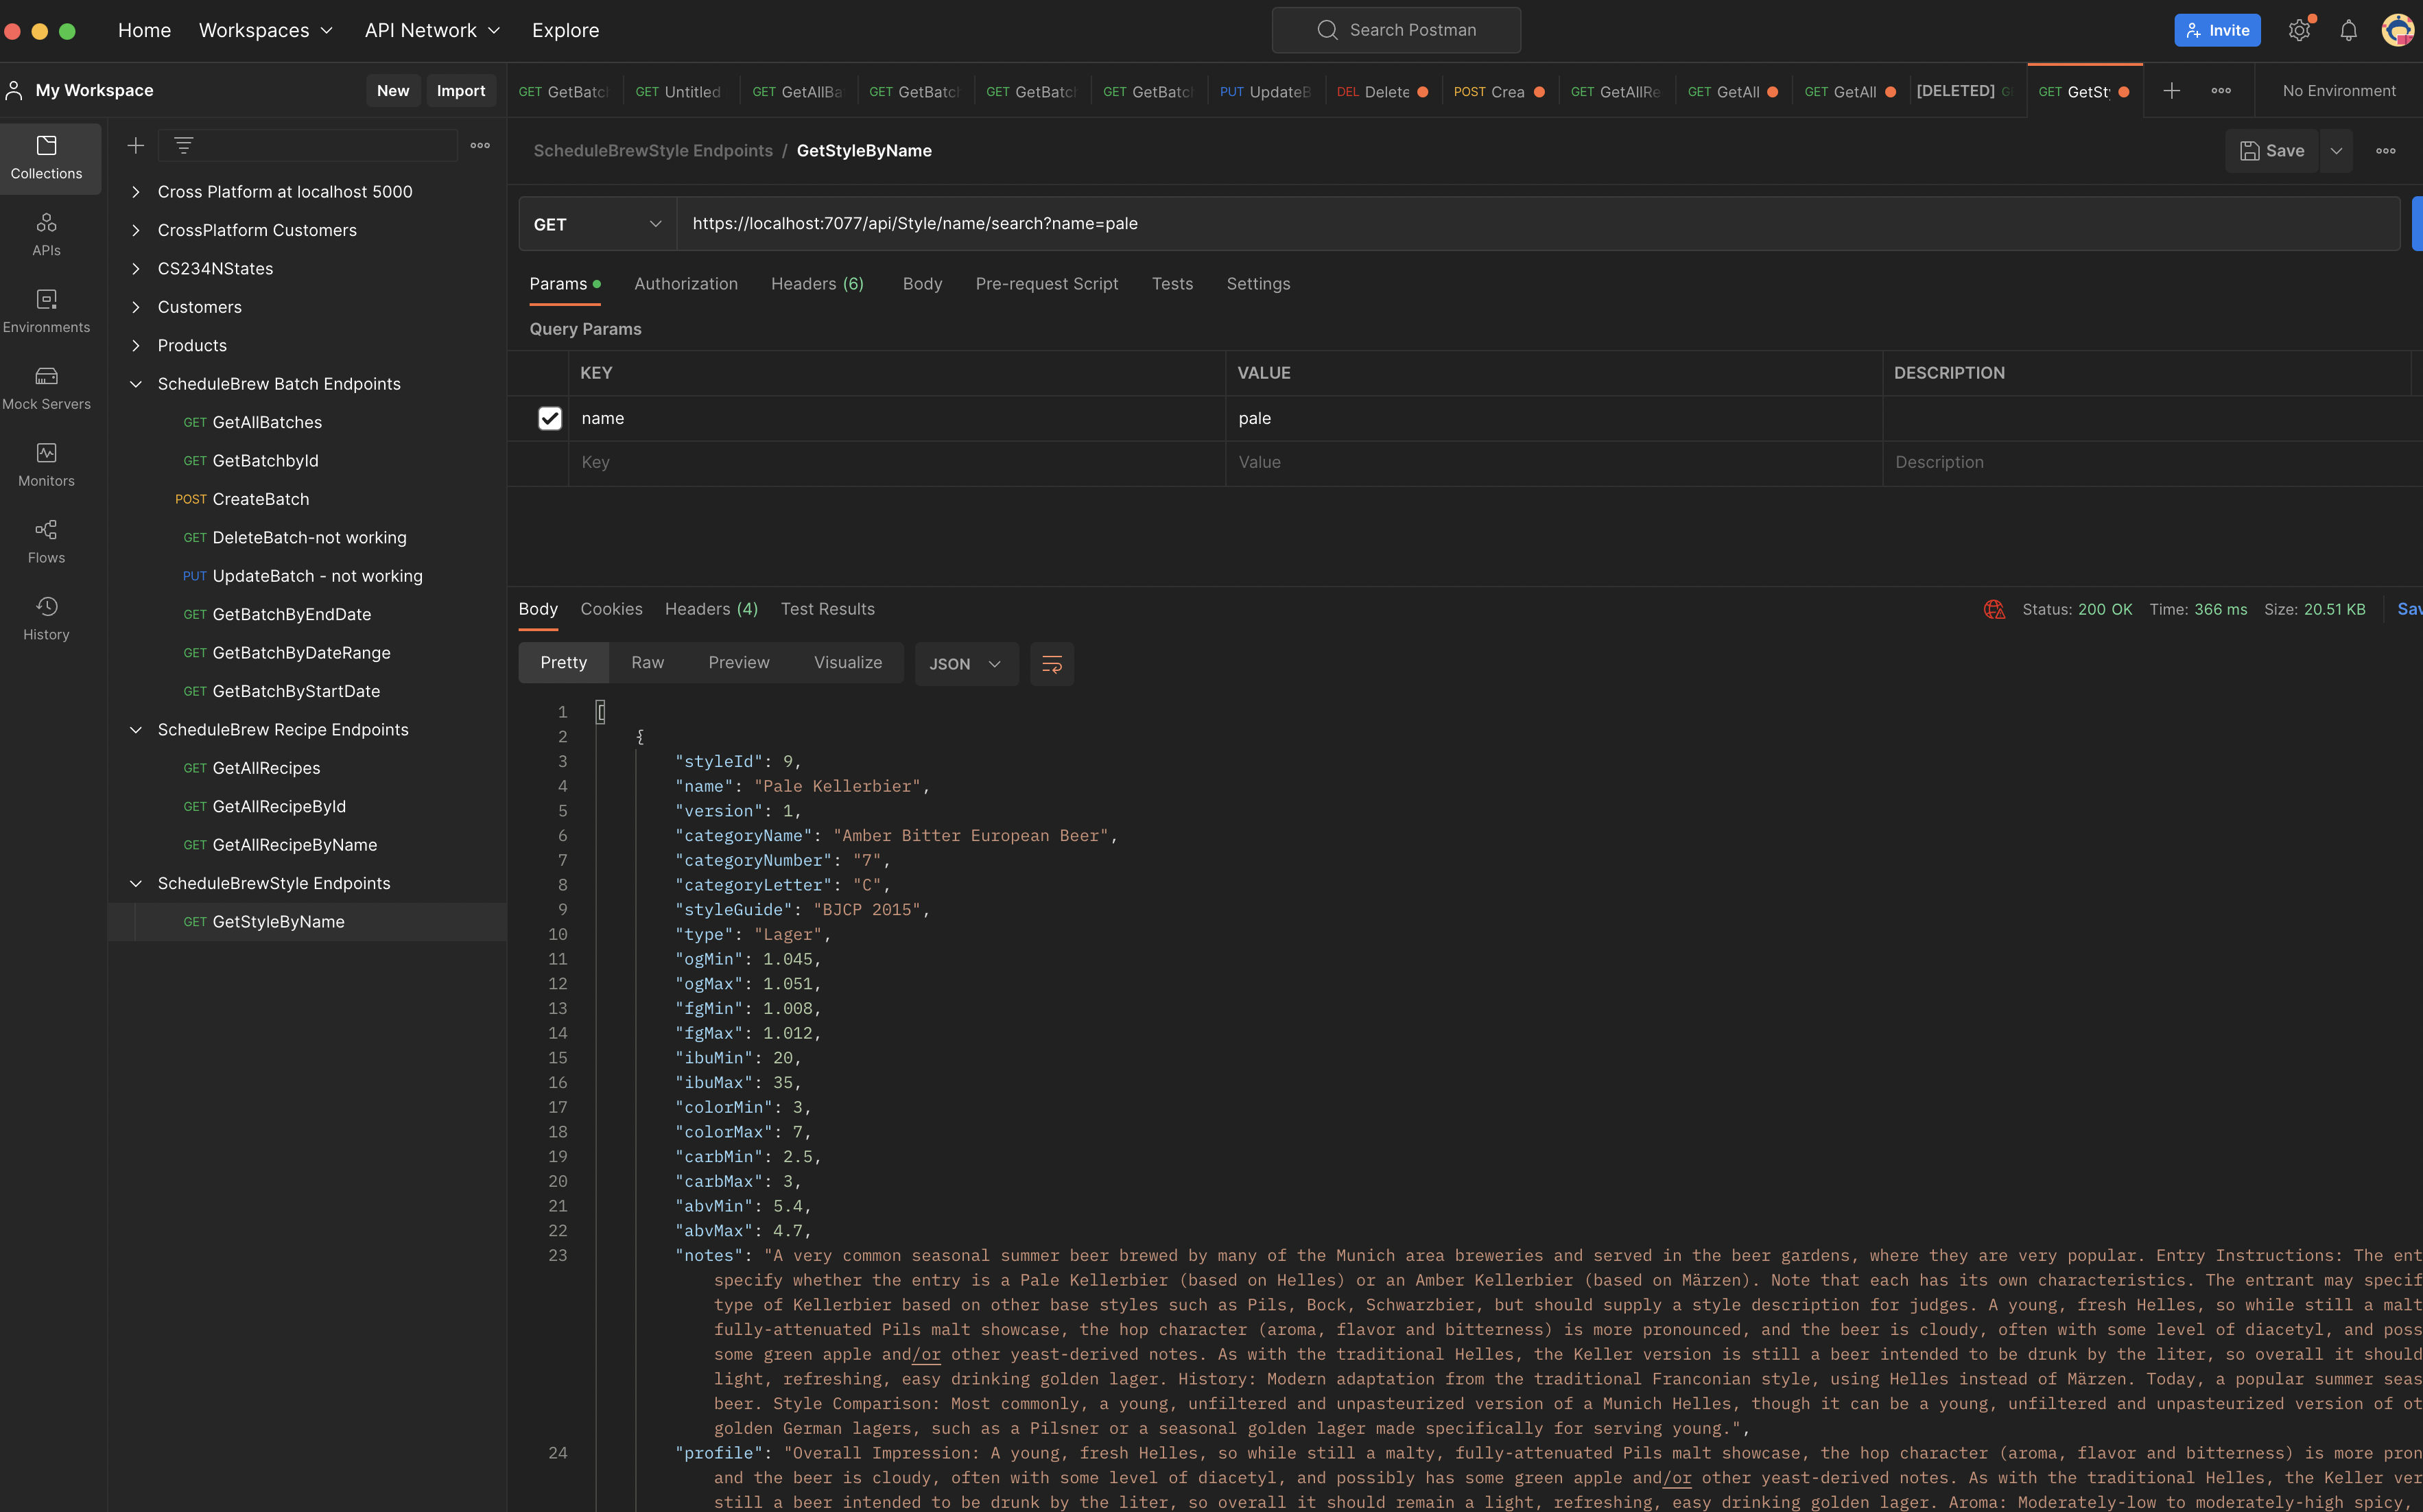 Home Workspaces API Network Explore
Search Postman
Invite
My Workspace
New Import
GET GetBatch GET Untitled GET GetAllBa GET GetBatch GET GetBatch GET GetBatch PUT UpdateB DEL Delete POST Crea GET GetAllRe GET GetAll GET GetAll [DELETED] GET GetSty
No Environment
Collections
APIs
Environments
Mock Servers
Monitors
Flows
History
Cross Platform at localhost 5000
CrossPlatform Customers
CS234NStates
Customers
Products
ScheduleBrew Batch Endpoints
GET GetAllBatches
GET GetBatchbyId
POST CreateBatch
GET DeleteBatch-not working
PUT UpdateBatch - not working
GET GetBatchByEndDate
GET GetBatchByDateRange
GET GetBatchByStartDate
ScheduleBrew Recipe Endpoints
GET GetAllRecipes
GET GetAllRecipeById
GET GetAllRecipeByName
ScheduleBrewStyle Endpoints
GET GetStyleByName
ScheduleBrewStyle Endpoints / GetStyleByName
Save
GET https://localhost:7077/api/Style/name/search?name=pale
Params Authorization Headers (6) Body Pre-request Script Tests Settings
Query Params
KEY VALUE DESCRIPTION
name pale
Key Value Description
Body Cookies Headers (4) Test Results
Status: 200 OK Time: 366 ms Size: 20.51 KB Sav
Pretty Raw Preview Visualize JSON
1 [
2 {
3 "styleId": 9,
4 "name": "Pale Kellerbier",
5 "version": 1,
6 "categoryName": "Amber Bitter European Beer",
7 "categoryNumber": "7",
8 "categoryLetter": "C",
9 "styleGuide": "BJCP 2015",
10 "type": "Lager",
11 "ogMin": 1.045,
12 "ogMax": 1.051,
13 "fgMin": 1.008,
14 "fgMax": 1.012,
15 "ibuMin": 20,
16 "ibuMax": 35,
17 "colorMin": 3,
18 "colorMax": 7,
19 "carbMin": 2.5,
20 "carbMax": 3,
21 "abvMin": 5.4,
22 "abvMax": 4.7,
23 "notes": "A very common seasonal summer beer brewed by many of the Munich area breweries and served in the beer gardens, where they are very popular. Entry Instructions: The ent
specify whether the entry is a Pale Kellerbier (based on Helles) or an Amber Kellerbier (based on Märzen). Note that each has its own characteristics. The entrant may specif
type of Kellerbier based on other base styles such as Pils, Bock, Schwarzbier, but should supply a style description for judges. A young, fresh Helles, so while still a malt
fully-attenuated Pils malt showcase, the hop character (aroma, flavor and bitterness) is more pronounced, and the beer is cloudy, often with some level of diacetyl, and poss
some green apple and/or other yeast-derived notes. As with the traditional Helles, the Keller version is still a beer intended to be drunk by the liter, so overall it should
light, refreshing, easy drinking golden lager. History: Modern adaptation from the traditional Franconian style, using Helles instead of Märzen. Today, a popular summer seas
beer. Style Comparison: Most commonly, a young, unfiltered and unpasteurized version of a Munich Helles, though it can be a young, unfiltered and unpasteurized version of ot
golden German lagers, such as a Pilsner or a seasonal golden lager made specifically for serving young.",
24 "profile": "Overall Impression: A young, fresh Helles, so while still a malty, fully-attenuated Pils malt showcase, the hop character (aroma, flavor and bitterness) is more pron
and the beer is cloudy, often with some level of diacetyl, and possibly has some green apple and/or other yeast-derived notes. As with the traditional Helles, the Keller ver
still a beer intended to be drunk by the liter, so overall it should remain a light, refreshing, easy drinking golden lager. Aroma: Moderately-low to moderately-high spicy,